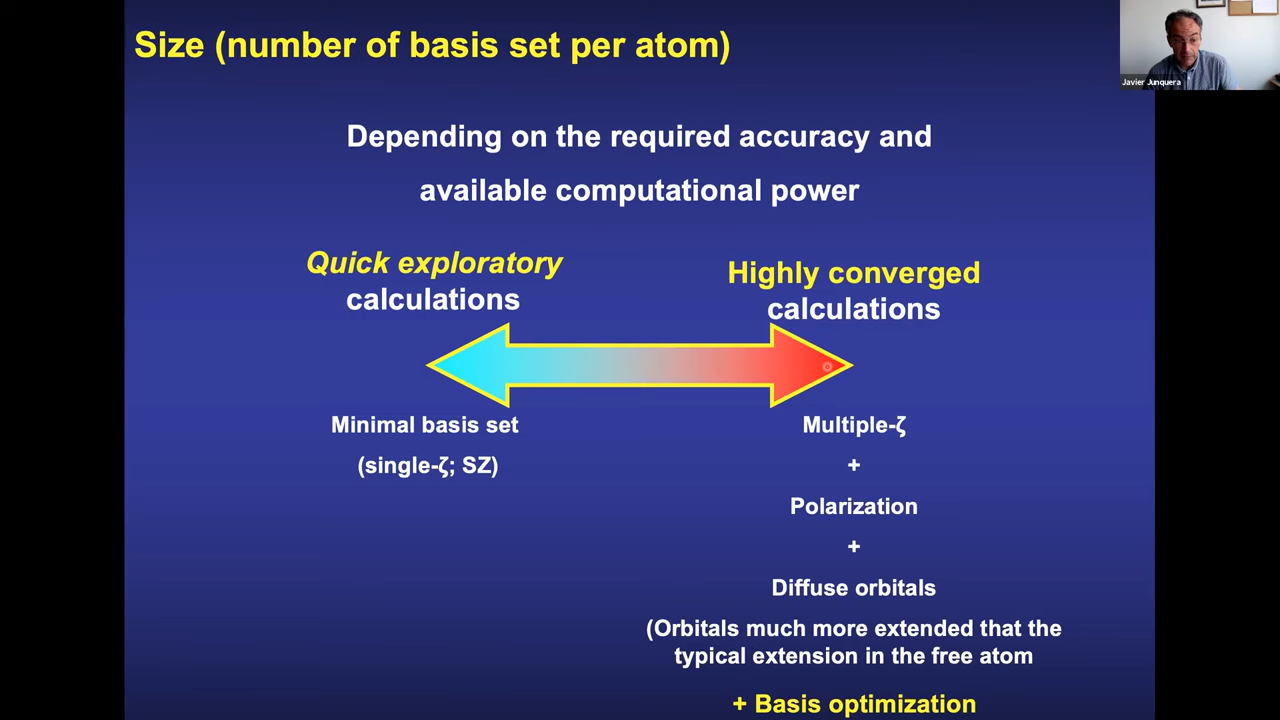 Size (number of basis set per atom)
Javier Junquera
Depending on the required accuracy and
available computational power
Quick exploratory
calculations
Highly converged
calculations
Minimal basis set
(single-ζ; SZ)
Multiple-ζ
+
Polarization
+
Diffuse orbitals
(Orbitals much more extended that the
typical extension in the free atom
+ Basis optimization